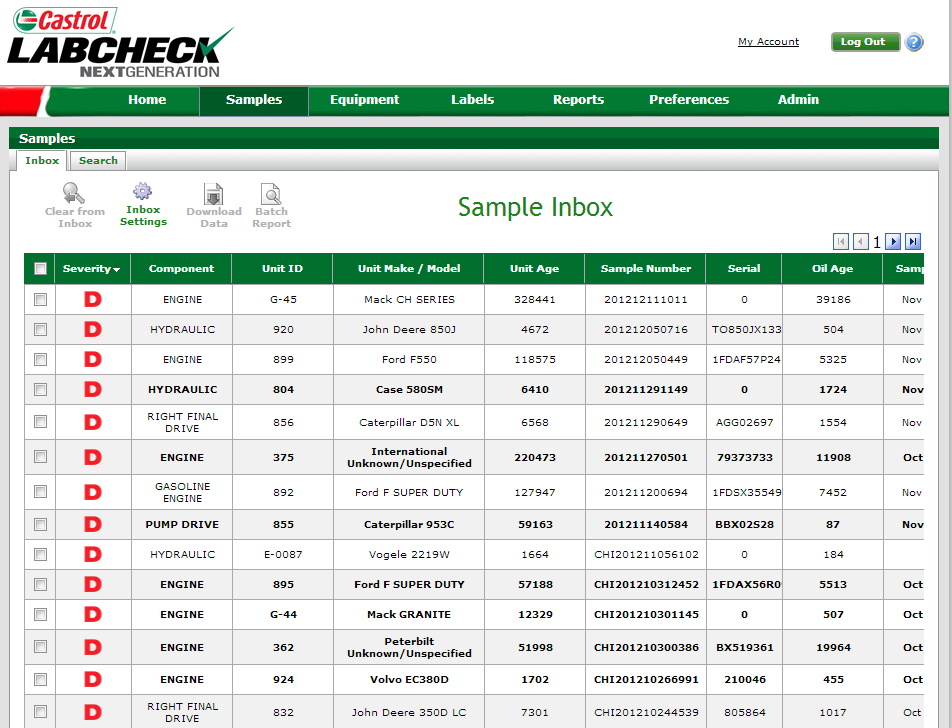 Castrol
LABCHECK
NEXTGENERATION
My Account
Log Out
?
Home Samples Equipment Labels Reports Preferences Admin
Samples
Inbox Search
Clear from
Inbox
Inbox
Settings
Download
Data
Batch
Report
Sample Inbox
1
Severity Component Unit ID Unit Make / Model Unit Age Sample Number Serial Oil Age Samp
D ENGINE G-45 Mack CH SERIES 328441 201212111011 0 39186 Nov
D HYDRAULIC 920 John Deere 850J 4672 201212050716 TO850JX133 504 Nov
D ENGINE 899 Ford F550 118575 201212050449 1FDAF57P24 5325 Nov
D HYDRAULIC 804 Case 580SM 6410 201211291149 0 1724 Nov
D RIGHT FINAL
DRIVE 856 Caterpillar D5N XL 6568 201211290649 AGG02697 1554 Nov
D ENGINE 375 International
Unknown/Unspecified 220473 201211270501 79373733 11908 Oct
D GASOLINE
ENGINE 892 Ford F SUPER DUTY 127947 201211200694 1FDSX35549 7452 Nov
D PUMP DRIVE 855 Caterpillar 953C 59163 201211140584 BBX02S28 87 Nov
D HYDRAULIC E-0087 Vogele 2219W 1664 CHI201211056102 0 184
D ENGINE 895 Ford F SUPER DUTY 57188 CHI201210312452 1FDAX56R0 5513 Oct
D ENGINE G-44 Mack GRANITE 12329 CHI201210301145 0 507 Oct
D ENGINE 362 Peterbilt
Unknown/Unspecified 51998 CHI201210300386 BX519361 19964 Oct
D ENGINE 924 Volvo EC380D 1702 CHI201210266991 210046 455 Oct
D RIGHT FINAL
DRIVE 832 John Deere 350D LC 7301 CHI201210244539 805864 1017 Oct